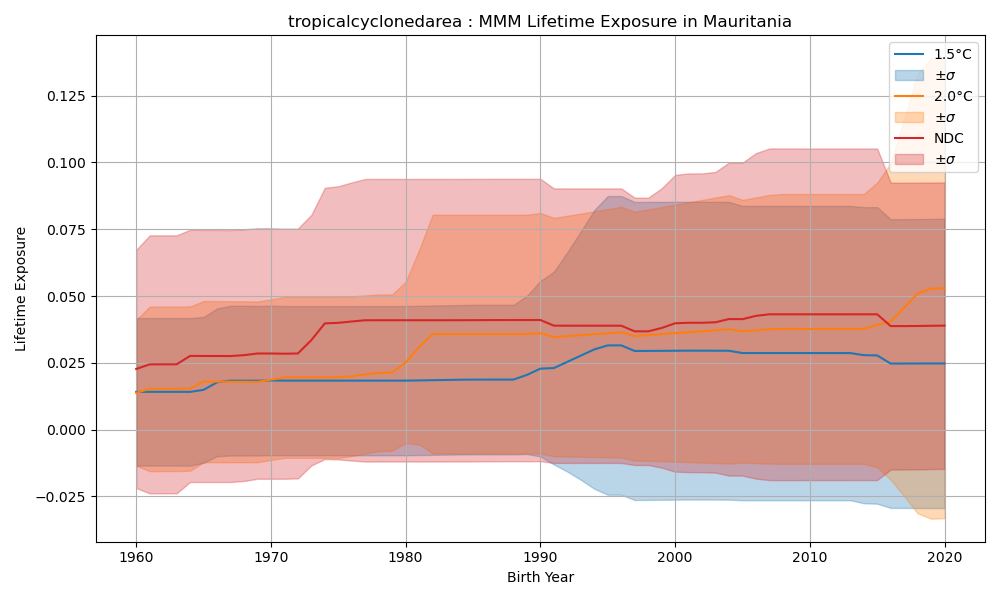 tropicalcyclonedarea : MMM Lifetime Exposure in Mauritania
Lifetime Exposure
0.125
0.100
0.075
0.050
0.025
0.000
−0.025
1.5°C
±σ
2.0°C
±σ
NDC
±σ
1960
1970
1980
1990
2000
2010
2020
Birth Year